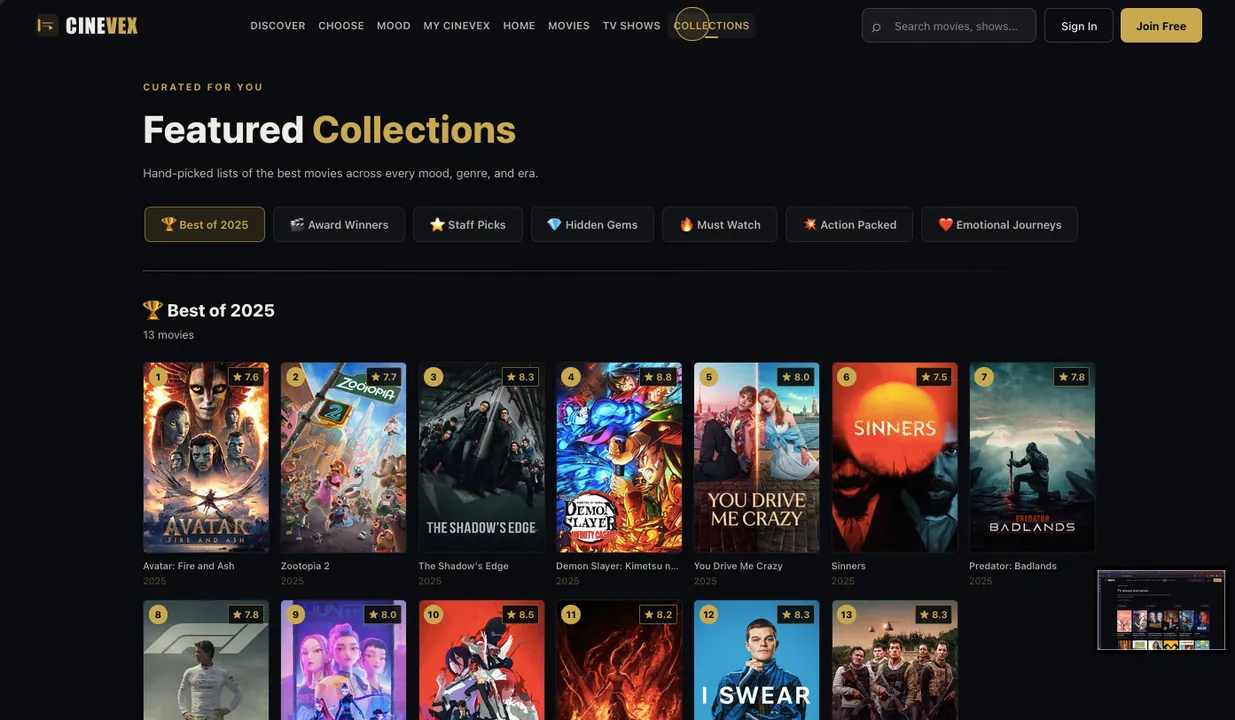 CINEVEX
DISCOVER CHOOSE MOOD MY CINEVEX HOME MOVIES TV SHOWS COLLECTIONS
Search movies, shows...
Sign In
Join Free
CURATED FOR YOU
Featured Collections
Hand-picked lists of the best movies across every mood, genre, and era.
🏆 Best of 2025
🎬 Award Winners
⭐ Staff Picks
💎 Hidden Gems
🔥 Must Watch
💥 Action Packed
❤️ Emotional Journeys
🏆 Best of 2025
13 movies
1 ★ 7.6
AVATAR
FIRE AND ASH
Avatar: Fire and Ash
2025
2 ★ 7.7
ZOOTOPIA
2
Zootopia 2
2025
3 ★ 8.3
THE SHADOW'S EDGE
The Shadow's Edge
2025
4 ★ 8.8
DEMON
SLAYER
INFINITY CASTLE
Demon Slayer: Kimetsu n...
2025
5 ★ 8.0
YOU DRIVE
ME CRAZY
You Drive Me Crazy
2025
6 ★ 7.5
SINNERS
Sinners
2025
7 ★ 7.8
PREDATOR
BADLANDS
Predator: Badlands
2025
8 ★ 7.8
9 ★ 8.0
10 ★ 8.5
11 ★ 8.2
12 ★ 8.3
I SWEAR
13 ★ 8.3